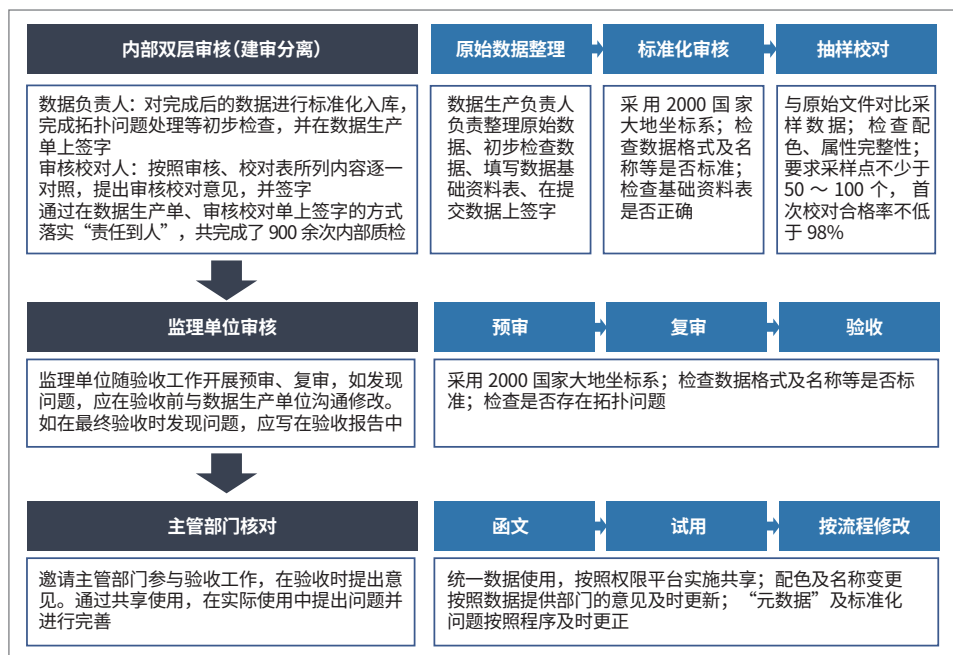 内部双层审核（建审分离）
原始数据整理
标准化审核
抽样校对
数据负责人：对完成后的数据进行标准化入库，
完成拓扑问题处理等初步检查，并在数据生产
单上签字
审核校对人：按照审核、校对表所列内容逐一
对照，提出审核校对意见，并签字
通过在数据生产单、审核校对单上签字的方式
落实“责任到人”，共完成了 900 余次内部质检
数据生产负责人
负责整理原始数
据、初步检查数
据、填写数据基
础资料表、在提
交数据上签字
采用 2000 国家
大地坐标系；检
查数据格式及名
称等是否标准；
检查基础资料表
是否正确
与原始文件对比采
样数据；检查配
色、属性完整性；
要求采样点不少于
50～100 个，首
次校对合格率不低
于 98%
监理单位审核
预审
复审
验收
监理单位随验收工作开展预审、复审，如发现
问题，应在验收前与数据生产单位沟通修改。
如在最终验收时发现问题，应写在验收报告中
采用 2000 国家大地坐标系；检查数据格式及名称等是否标
准；检查是否存在拓扑问题
主管部门核对
函文
试用
按流程修改
邀请主管部门参与验收工作，在验收时提出意
见。通过共享使用，在实际使用中提出问题并
进行完善
统一数据使用，按照权限平台实施共享；配色及名称变更
按照数据提供部门的意见及时更新；“元数据”及标准化
问题按照程序及时更正